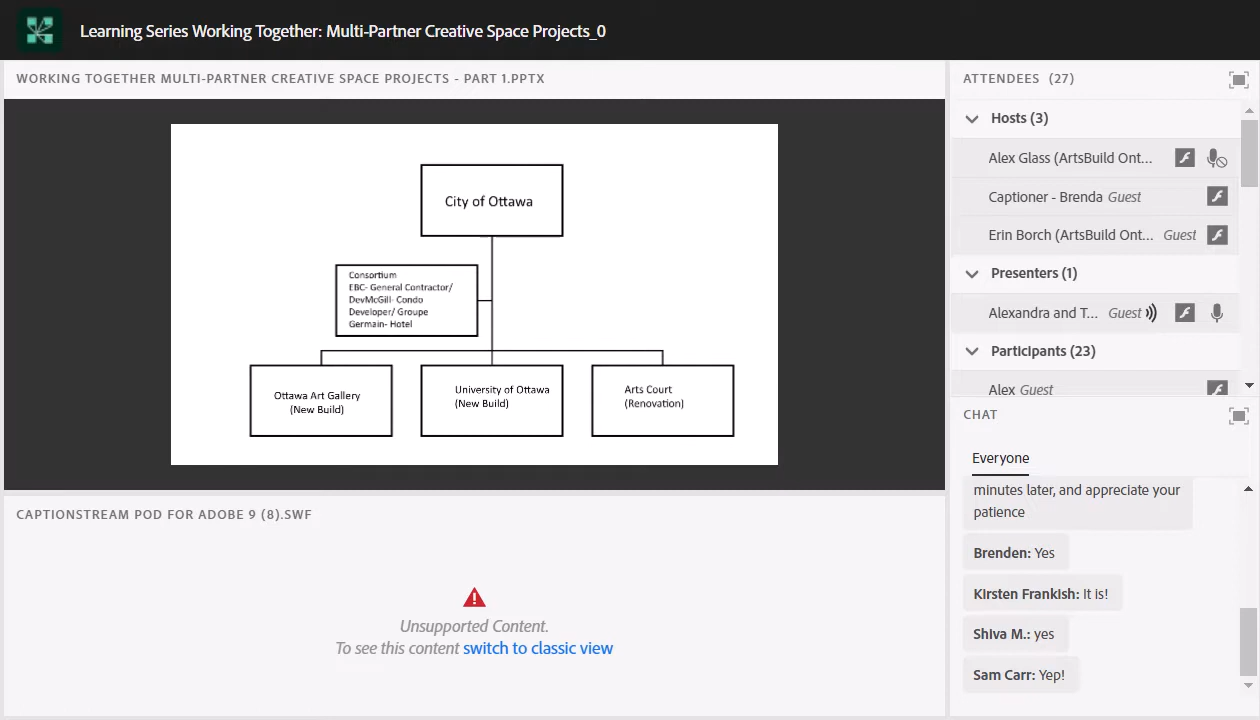 Learning Series Working Together: Multi-Partner Creative Space Projects_0
WORKING TOGETHER MULTI-PARTNER CREATIVE SPACE PROJECTS - PART 1.PPTX
City of Ottawa
Consortium
EBC- General Contractor/
DevMcGill- Condo
Developer/ Groupe
Germain- Hotel
Ottawa Art Gallery
(New Build)
University of Ottawa
(New Build)
Arts Court
(Renovation)
CAPTIONSTREAM POD FOR ADOBE 9 (8).SWF
Unsupported Content.
To see this content switch to classic view
ATTENDEES (27)
Hosts (3)
Alex Glass (ArtsBuild Ont...
Captioner - Brenda Guest
Erin Borch (ArtsBuild Ont... Guest
Presenters (1)
Alexandra and T... Guest
Participants (23)
Alex Guest
CHAT
Everyone
minutes later, and appreciate your
patience
Brenden: Yes
Kirsten Frankish: It is!
Shiva M.: yes
Sam Carr: Yep!